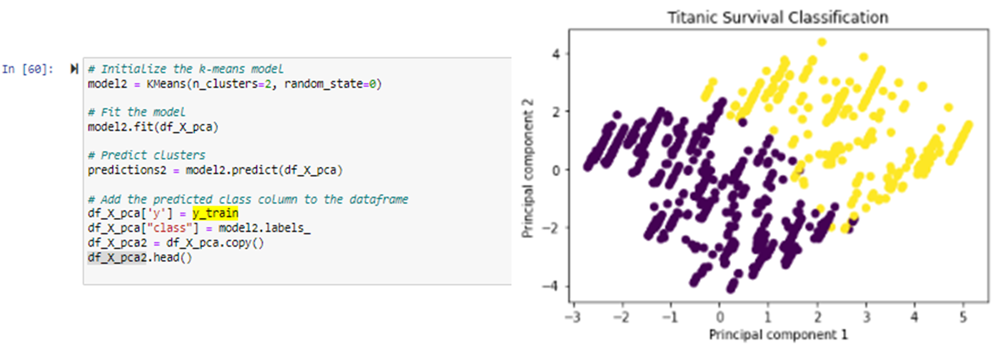 In [60]:
# Initialize the k-means model
model2 = KMeans(n_clusters=2, random_state=0)
# Fit the model
model2.fit(df_X_pca)
# Predict clusters
predictions2 = model2.predict(df_X_pca)
# Add the predicted class column to the dataframe
df_X_pca['y'] = y_train
df_X_pca["class"] = model2.labels_
df_X_pca2 = df_X_pca.copy()
df_X_pca2.head()
Titanic Survival Classification
Principal component 2
4
2
0
−2
−4
−3 −2 −1 0 1 2 3 4 5
Principal component 1